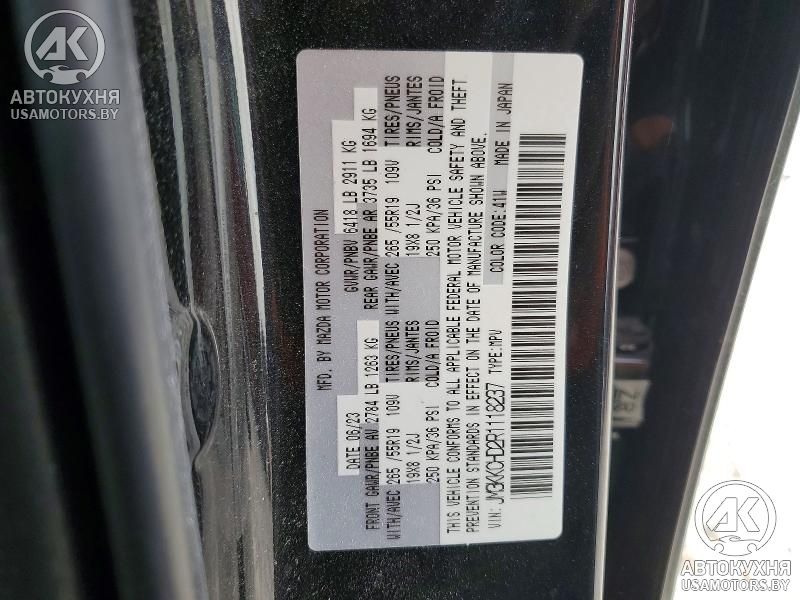 AK
АВТОКУХНЯ
USAMOTORS.BY
MFD. BY MAZDA MOTOR CORPORATION
DATE 06/23 GVWR/PNBV 6418 LB 2911 KG
FRONT GAWR/PNBE AV 2784 LB 1263 KG REAR GAWR/PNBE AR 3735 LB 1694 KG
WITH/AVEC 265 /55R19 109V TIRES/PNEUS WITH/AVEC 265 /55R19 109V TIRES/PNEUS
19X8 1/2J RIMS/JANTES 19X8 1/2J RIMS/JANTES
250 KPA/36 PSI COLD/A FROID 250 KPA/36 PSI COLD/A FROID
THIS VEHICLE CONFORMS TO ALL APPLICABLE FEDERAL MOTOR VEHICLE SAFETY AND THEFT
PREVENTION STANDARDS IN EFFECT ON THE DATE OF MANUFACTURE SHOWN ABOVE.
VIN: JM3KKCHD2R1118237 TYPE:MPV COLOR CODE:41W MADE IN JAPAN
AK
АВТОКУХНЯ
USAMOTORS.BY